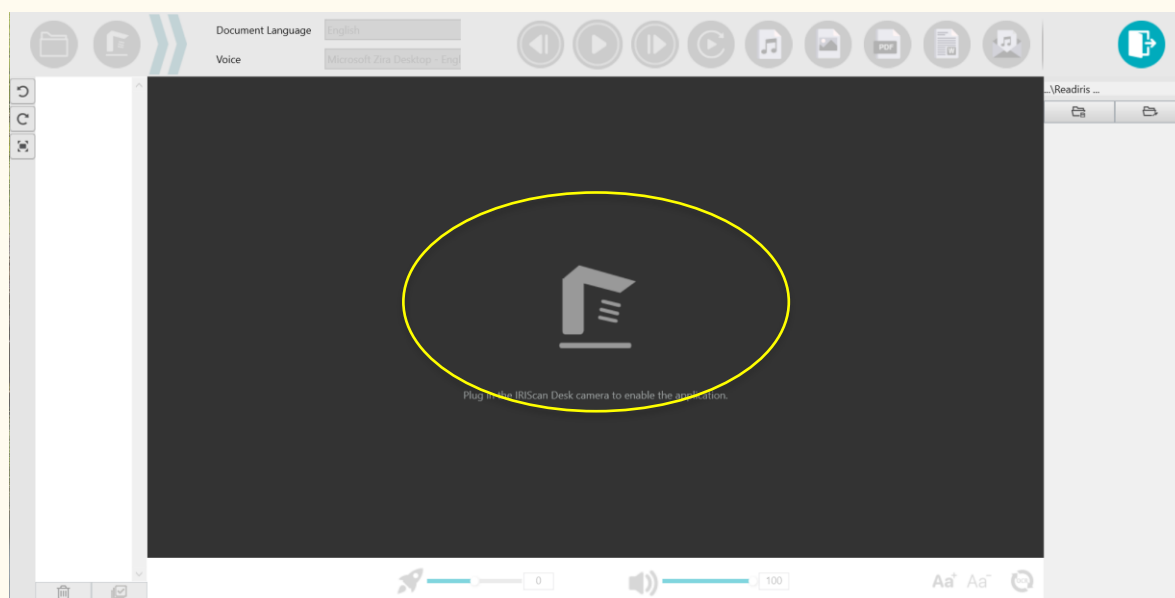 Document Language
English
Voice
Microsoft Zira Desktop - Engl
PDF
...\Readiris ...
Plug in the IRIScan Desk camera to enable the application.
0
100
Aa+ Aa-